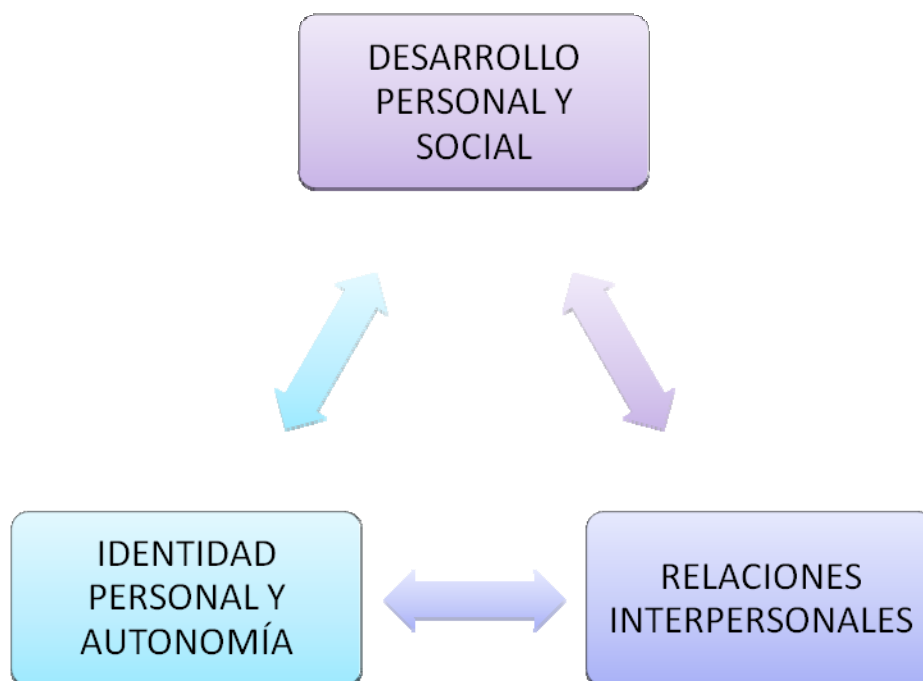 DESARROLLO
PERSONAL Y
SOCIAL
IDENTIDAD
PERSONAL Y
AUTONOMÍA
RELACIONES
INTERPERSONALES